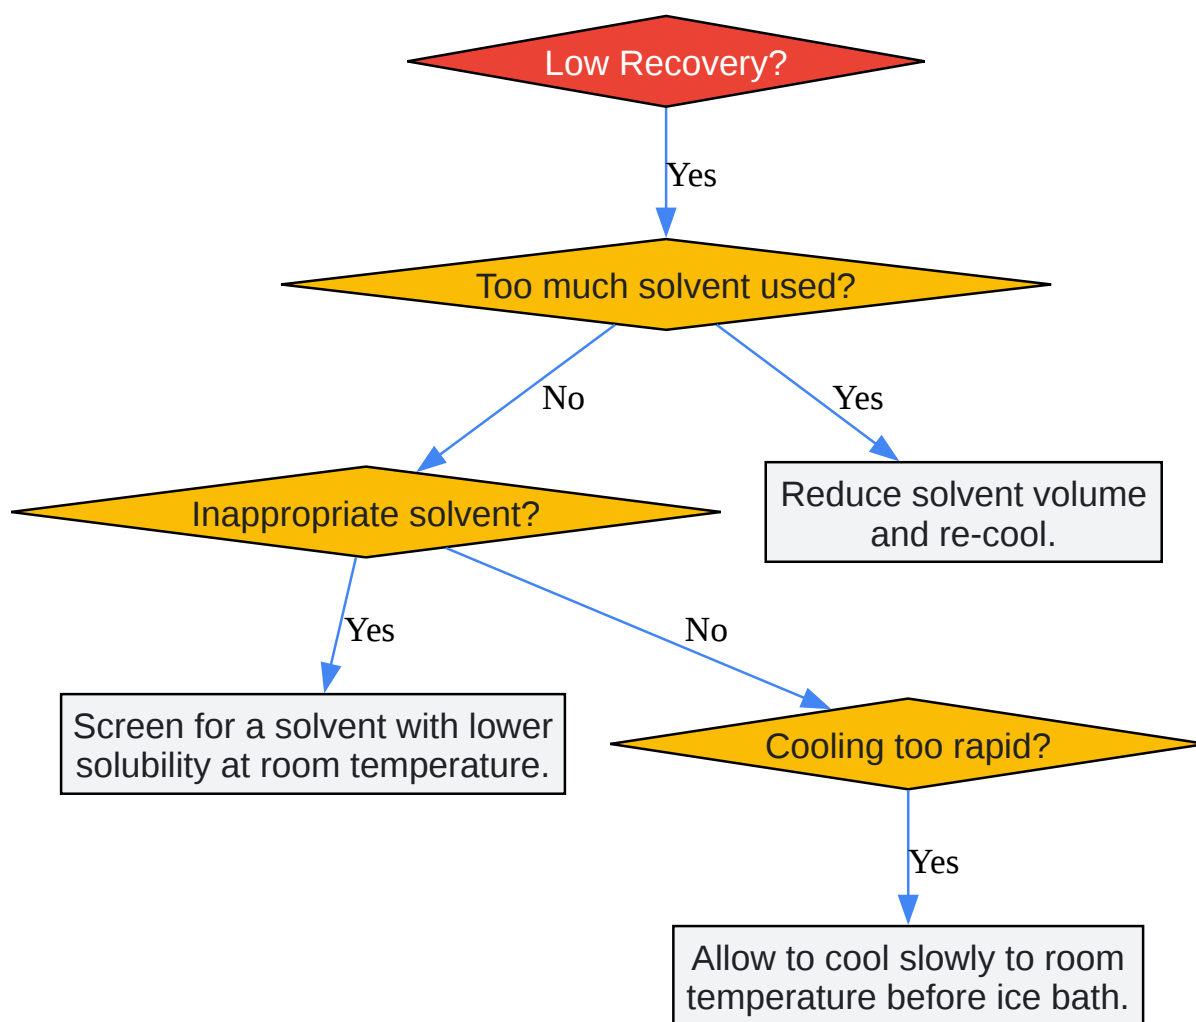 Low Recovery?
Yes
Too much solvent used?
No
Yes
Inappropriate solvent?
Reduce solvent volume
and re-cool.
Yes
No
Screen for a solvent with lower
solubility at room temperature.
Cooling too rapid?
Yes
Allow to cool slowly to room
temperature before ice bath.